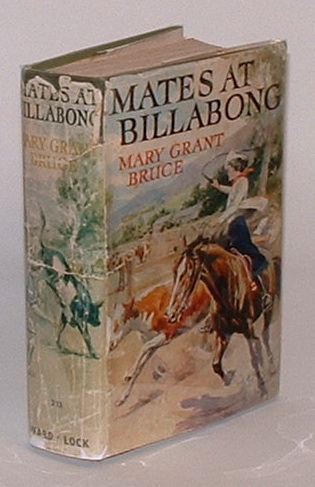 MATES AT
BILLABONG
MARY GRANT
BRUCE
MATES AT
BILLABONG
MARY GRANT
BRUCE
WARD · LOCK